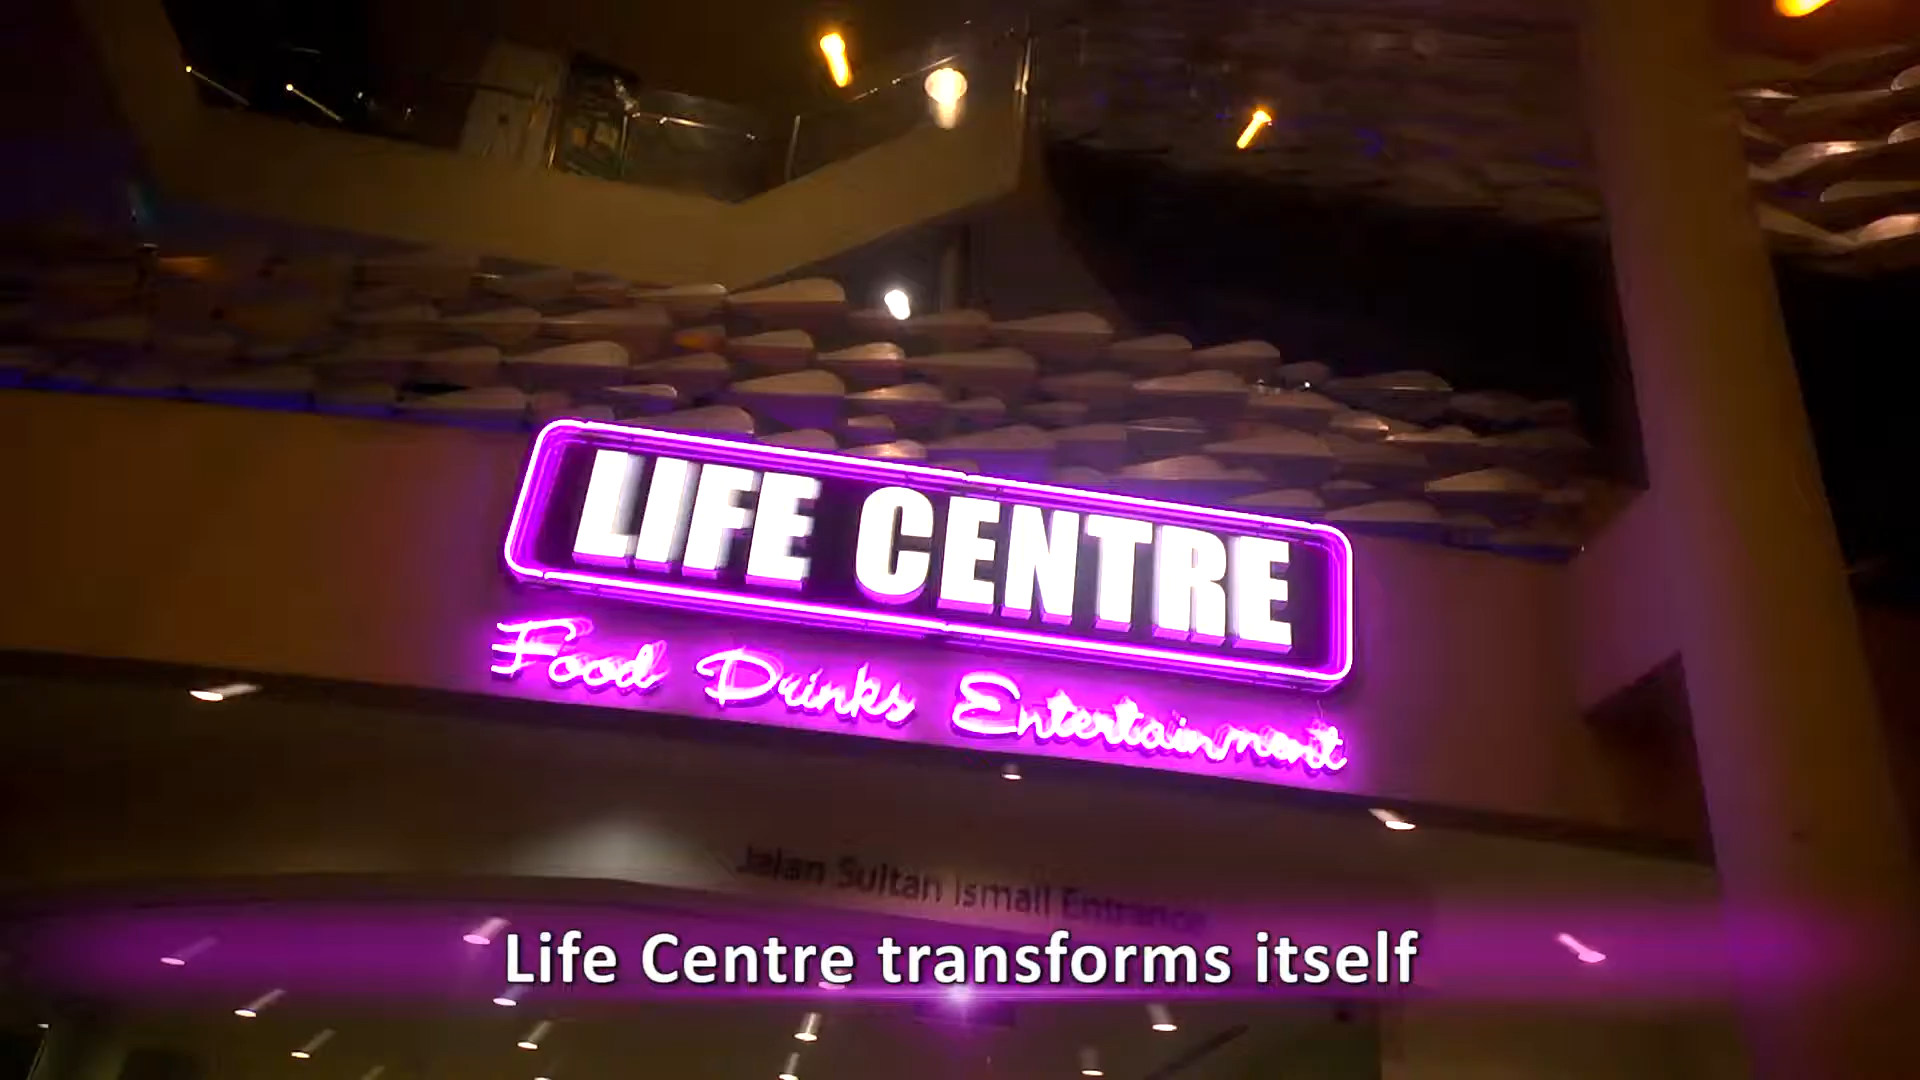 LIFE CENTRE
Food Drinks Entertainment
Jalan Sultan Ismail Entrance
Life Centre transforms itself